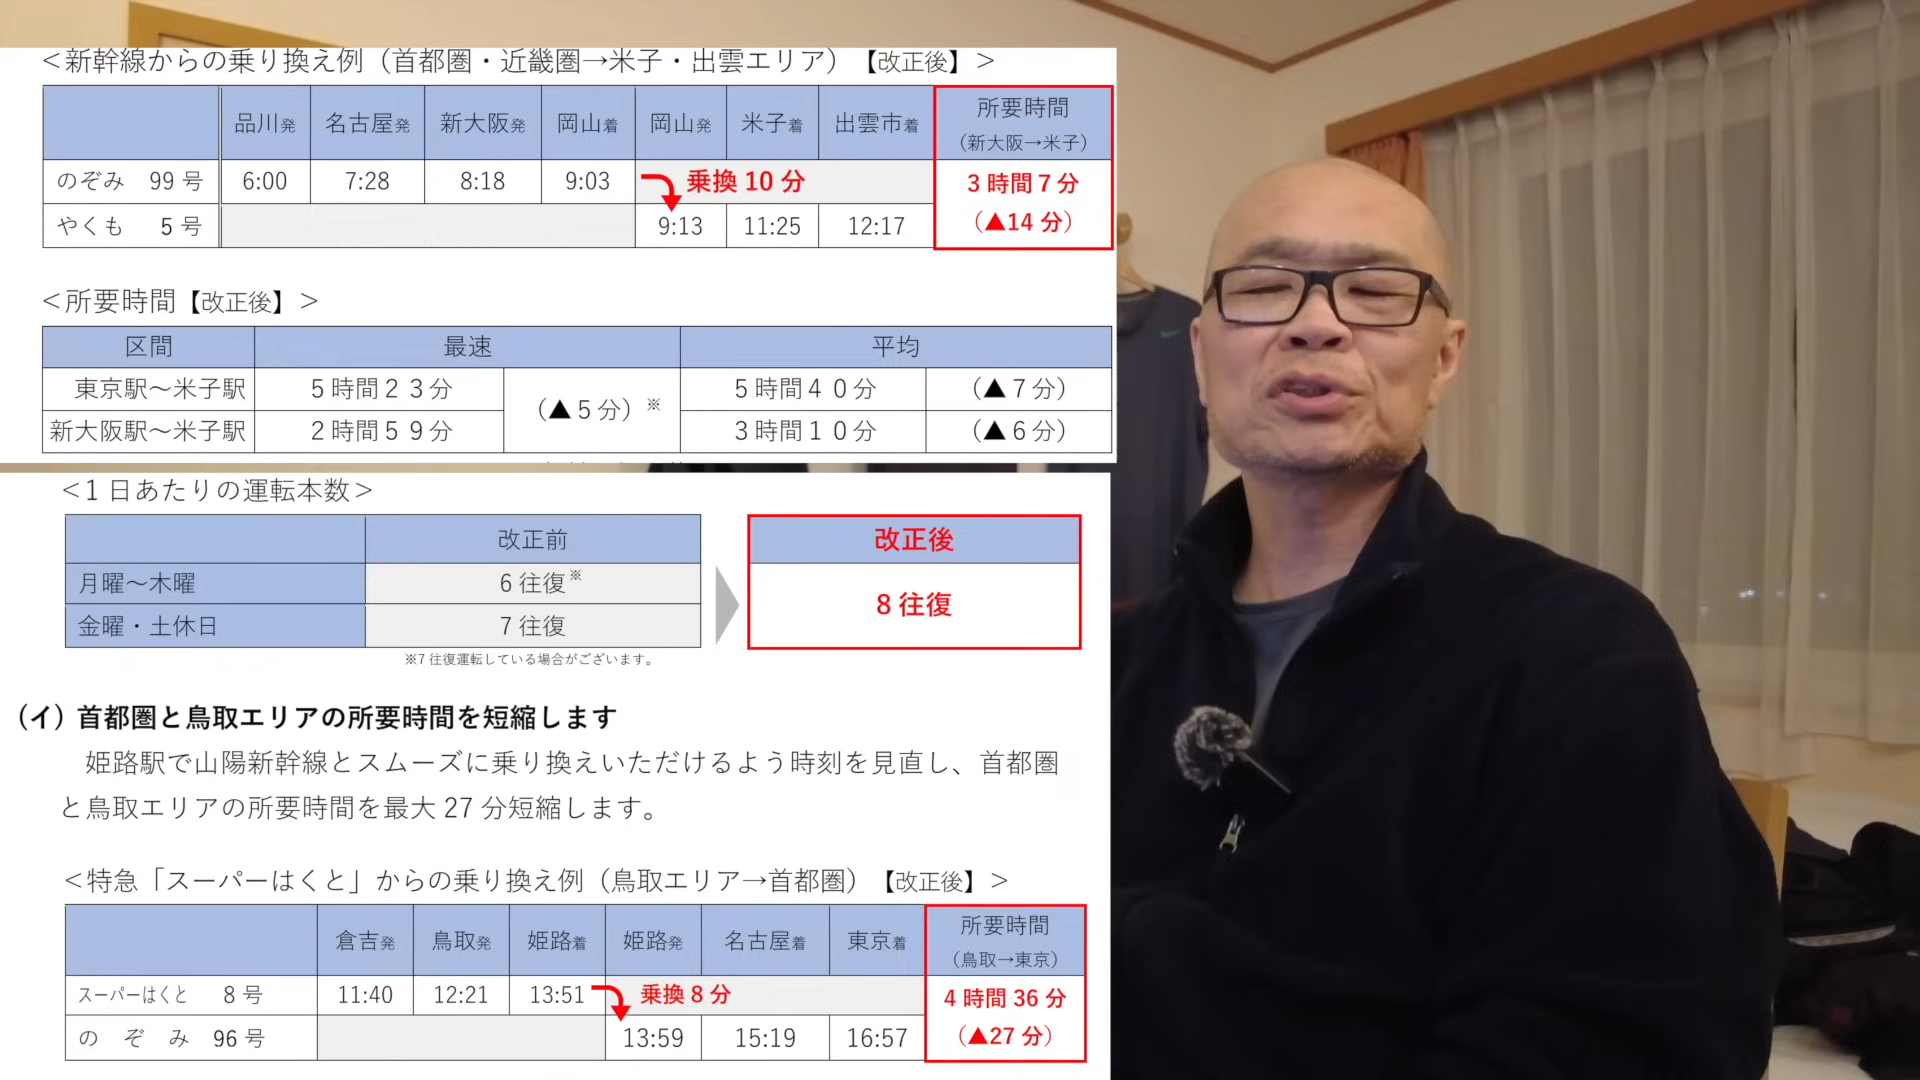 ＜新幹線からの乗り換え例（首都圏・近畿圏→米子・出雲エリア）【改正後】＞
品川発 名古屋発 新大阪発 岡山着 岡山発 米子着 出雲市着 所要時間（新大阪→米子）
のぞみ 99号 6:00 7:28 8:18 9:03 乗換10分 3時間7分
やくも 5号 9:13 11:25 12:17 （▲14分）
＜所要時間【改正後】＞
区間 最速 平均
東京駅～米子駅 5時間23分 （▲5分）※ 5時間40分 （▲7分）
新大阪駅～米子駅 2時間59分 3時間10分 （▲6分）
＜1日あたりの運転本数＞
改正前 改正後
月曜～木曜 6往復※ 8往復
金曜・土休日 7往復
※7往復運転している場合がございます。
（イ）首都圏と鳥取エリアの所要時間を短縮します
姫路駅で山陽新幹線とスムーズに乗り換えいただけるよう時刻を見直し、首都圏
と鳥取エリアの所要時間を最大27分短縮します。
＜特急「スーパーはくと」からの乗り換え例（鳥取エリア→首都圏）【改正後】＞
倉吉発 鳥取発 姫路着 姫路発 名古屋着 東京着 所要時間（鳥取→東京）
スーパーはくと 8号 11:40 12:21 13:51 乗換8分 4時間36分
のぞみ 96号 13:59 15:19 16:57 （▲27分）